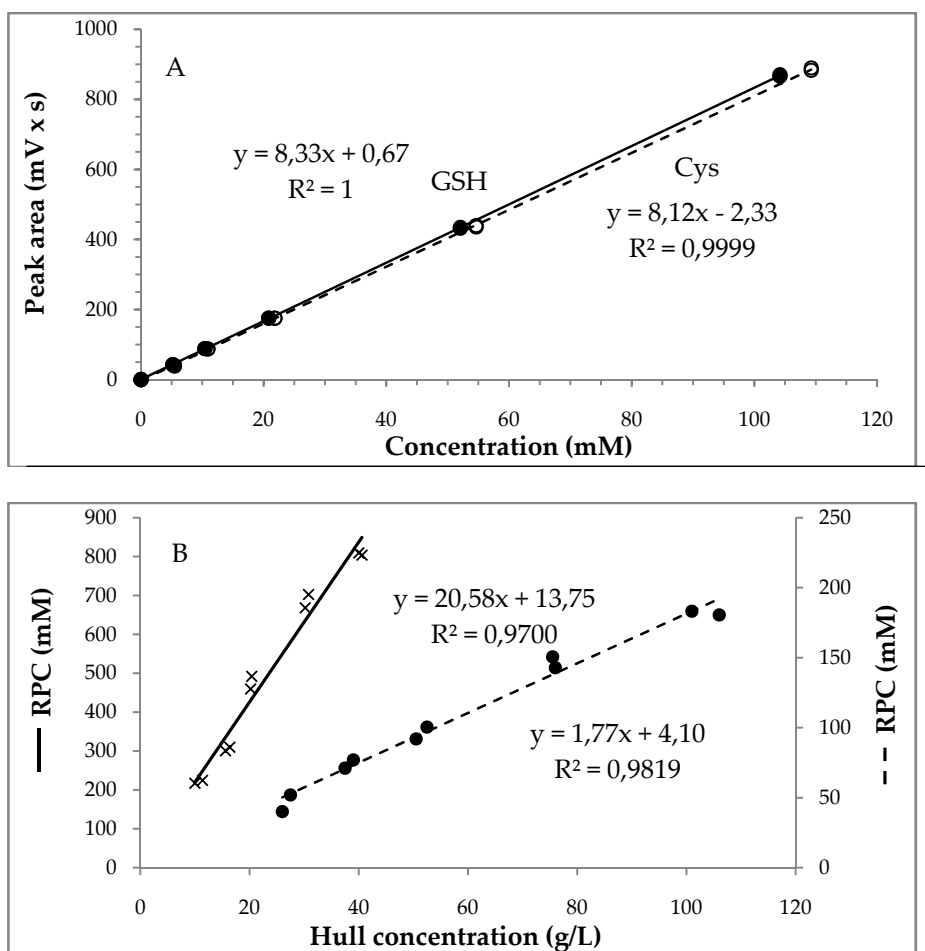 A
Peak area (mV x s)
1000
800
600
400
200
0
y = 8,33x + 0,67
R² = 1
GSH
Cys
y = 8,12x - 2,33
R² = 0,9999
0 20 40 60 80 100 120
Concentration (mM)
B
RPC (mM)
900
800
700
600
500
400
300
200
100
0
y = 20,58x + 13,75
R² = 0,9700
y = 1,77x + 4,10
R² = 0,9819
250
200
150
100
50
0
RPC (mM)
0 20 40 60 80 100 120
Hull concentration (g/L)